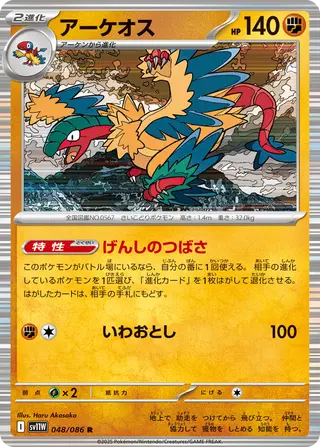 2進化
アーケオス
HP140
アーケンから進化
全国図鑑NO.0567 さいこどりポケモン 高さ:1.4m 重さ:32.0kg
特性 げんしのつばさ
このポケモンがバトル場にいるなら、自分の番に1回使える。相手の進化
しているポケモンを1匹選び、「進化カード」を1枚はがして退化させる。
はがしたカードは、相手の手札にもどす。
いわおとし 100
弱点 ×2 抵抗力 にげる
Illus. Haru Akasaka
I sv11W 048/086 R
©2025 Pokémon/Nintendo/Creatures/GAME FREAK.